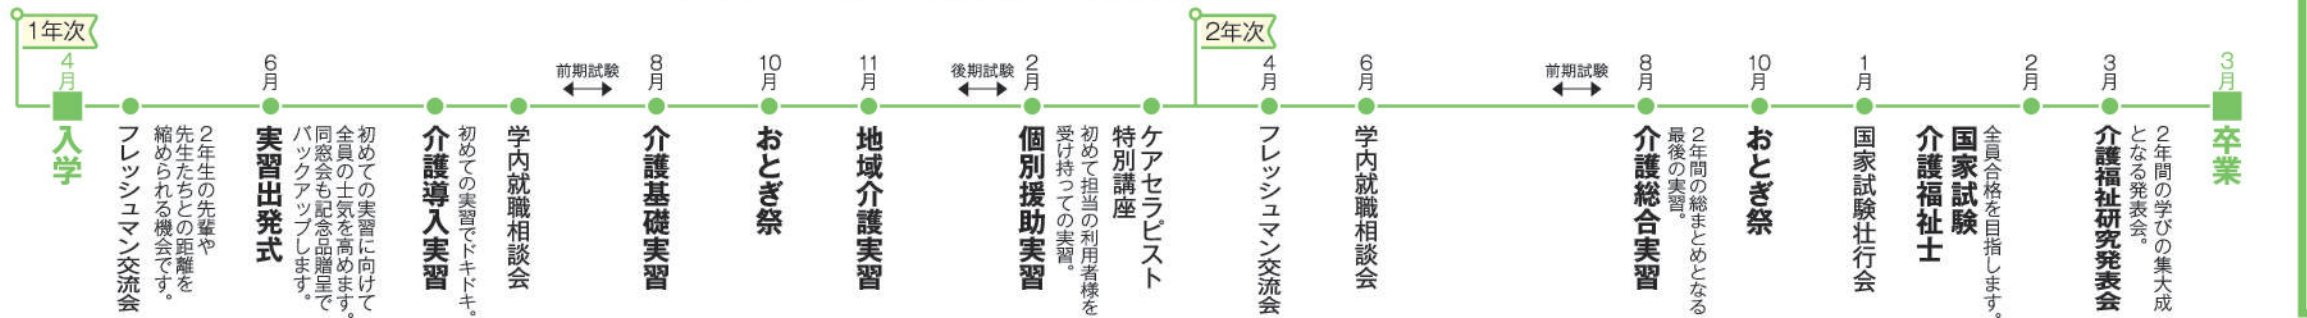 1年次
4月
入学
フレッシュマン交流会
２年生の先輩や
先生たちとの距離を
縮められる機会です。
6月
実習出発式
初めての実習に向けて
全員の士気を高めます。
同窓会も記念品贈呈で
バックアップします。
介護導入実習
初めての実習でドキドキ。
学内就職相談会
前期試験
8月
介護基礎実習
10月
おとぎ祭
11月
地域介護実習
後期試験
2月
個別援助実習
初めて担当の利用者様を
受け持っての実習。
ケアセラピスト
特別講座
2年次
4月
フレッシュマン交流会
6月
学内就職相談会
前期試験
8月
介護総合実習
２年間の総まとめとなる
最後の実習。
10月
おとぎ祭
1月
国家試験壮行会
介護福祉士
国家試験
全員合格を目指します。
2月
3月
介護福祉研究発表会
２年間の学びの集大成
となる発表会。
3月
卒業